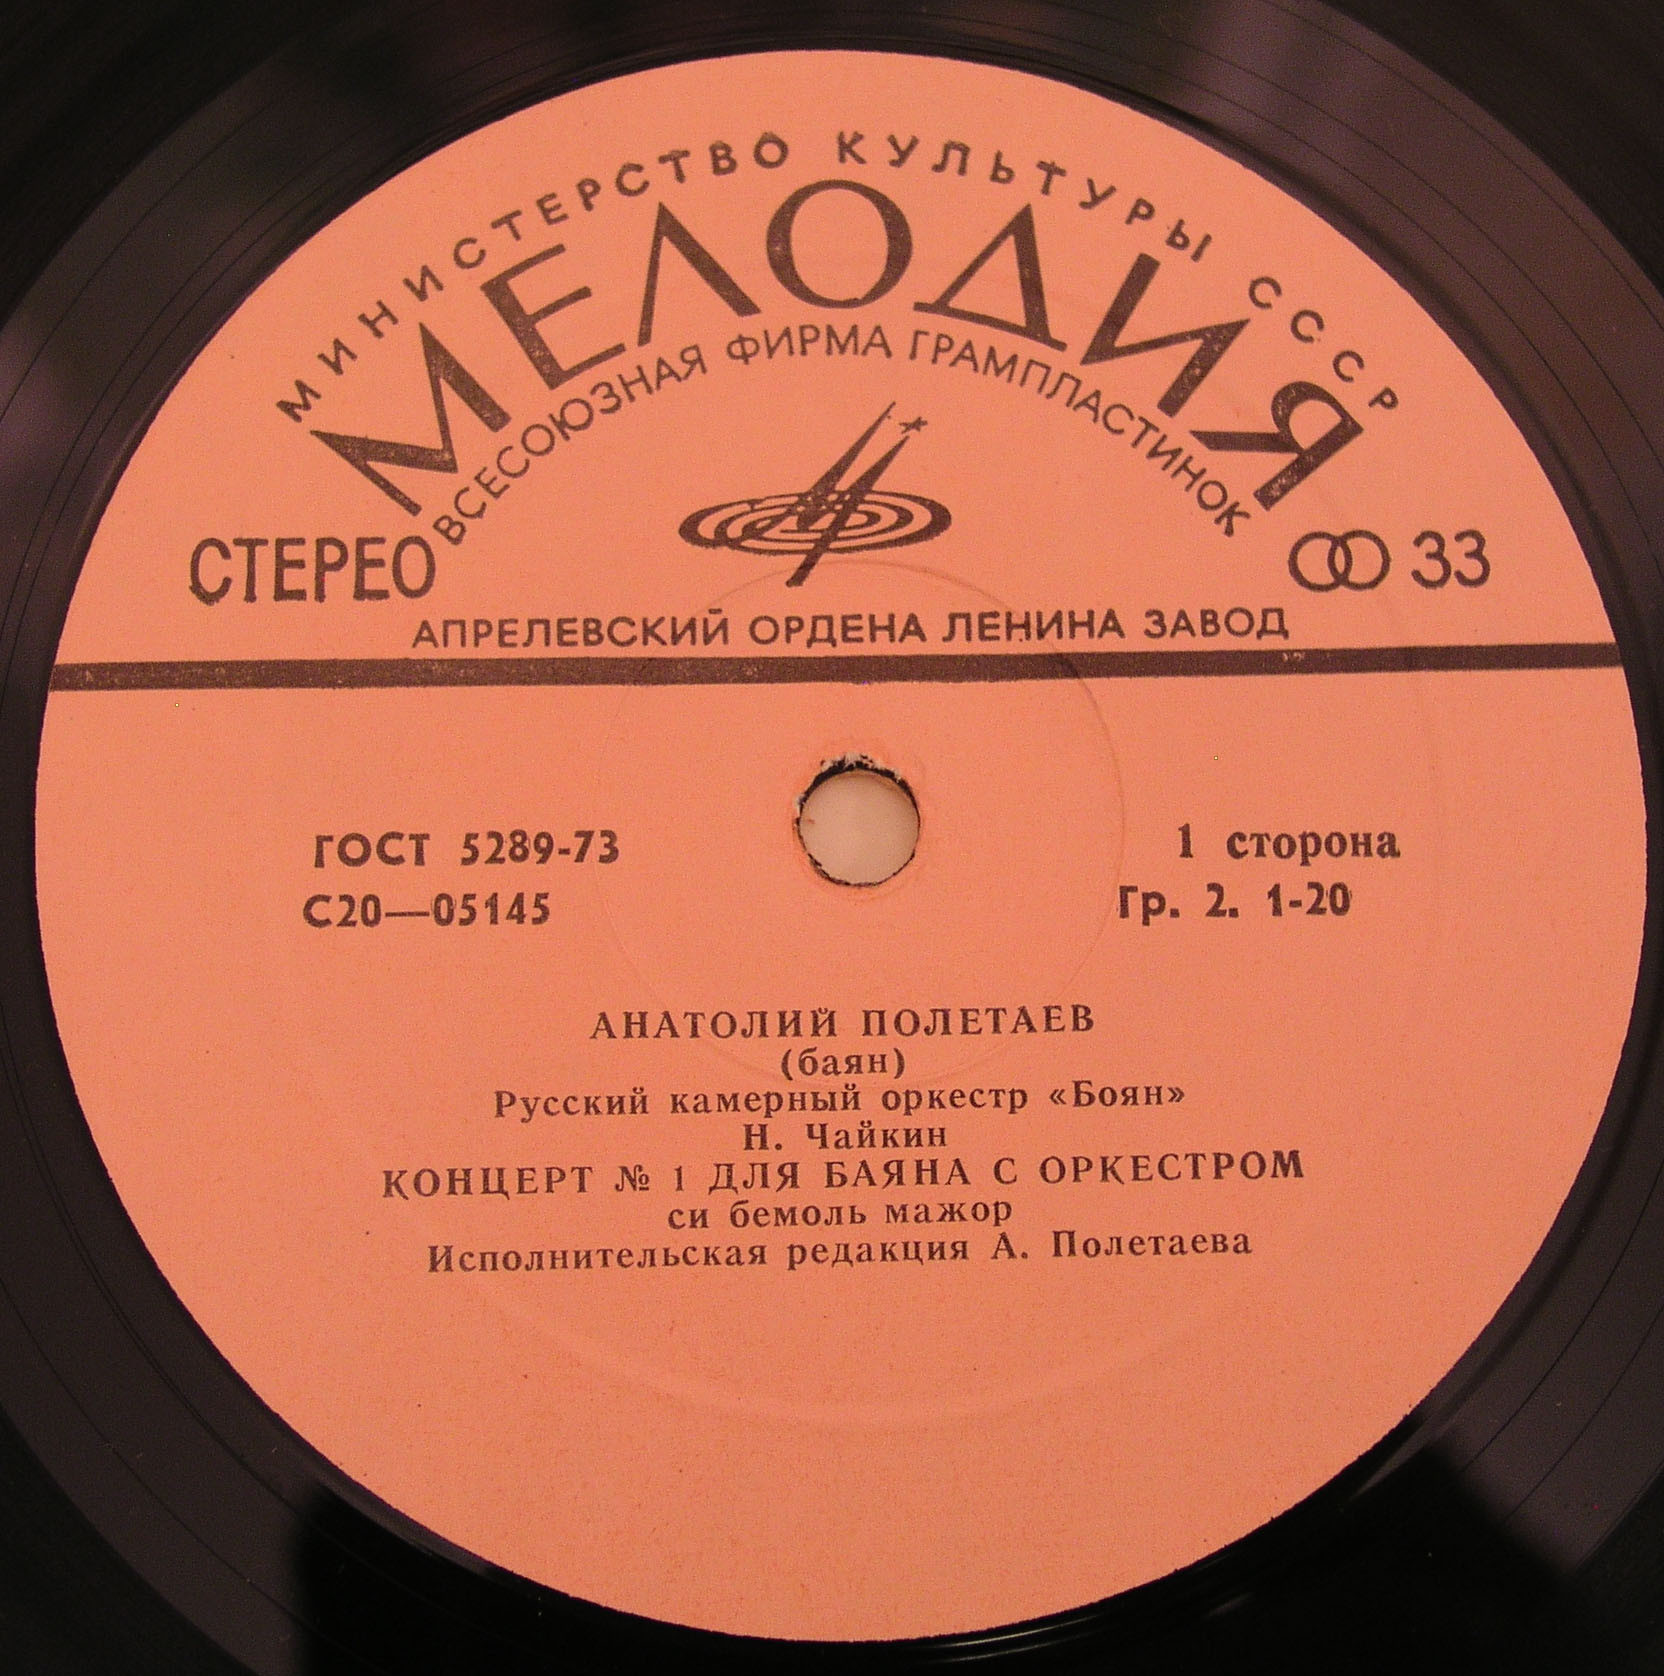 МИНИСТЕРСТВО КУЛЬТУРЫ СССР
МЕЛОДИЯ
ВСЕСОЮЗНАЯ ФИРМА ГРАМПЛАСТИНОК
СТЕРЕО
33
АПРЕЛЕВСКИЙ ОРДЕНА ЛЕНИНА ЗАВОД
ГОСТ 5289-73
1 сторона
С20—05145
Гр. 2. 1-20
АНАТОЛИЙ ПОЛЕТАЕВ
(баян)
Русский камерный оркестр «Боян»
Н. Чайкин
КОНЦЕРТ № 1 ДЛЯ БАЯНА С ОРКЕСТРОМ
си бемоль мажор
Исполнительская редакция А. Полетаева